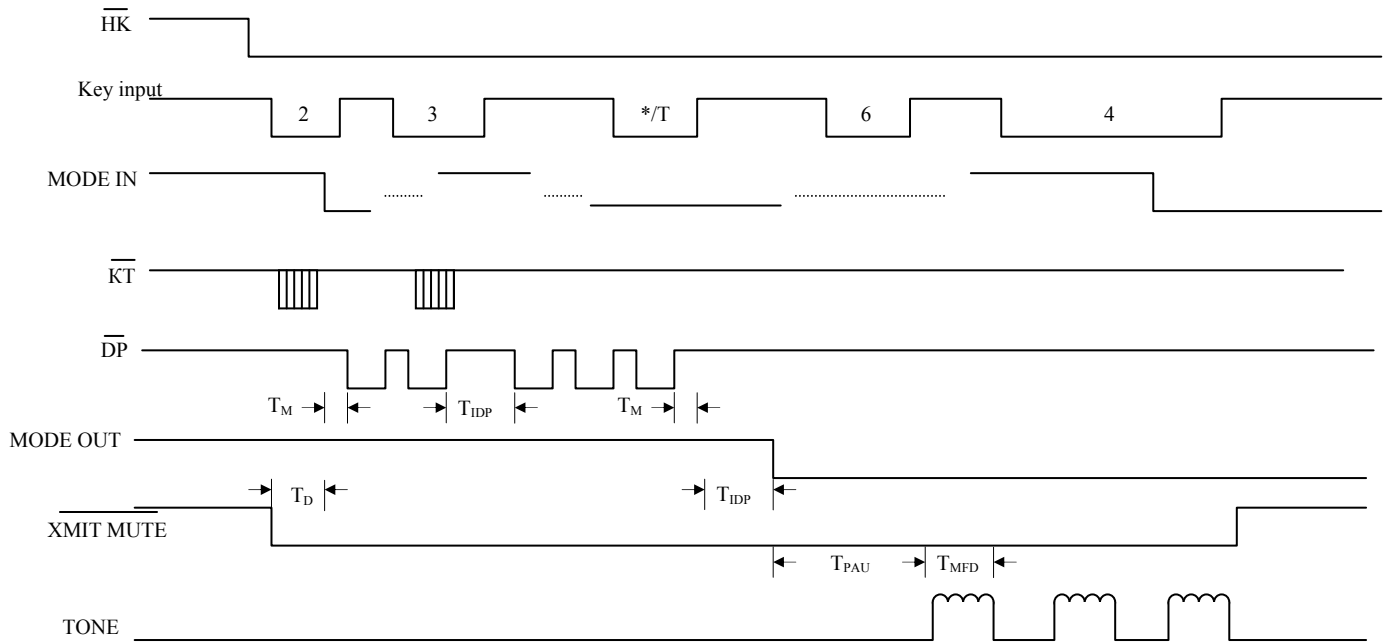 HK
Key input
2 3 */T 6 4
MODE IN
KT
DP
TM TIDP TM
MODE OUT
TD TIDP
XMIT MUTE
TPAU TMFD
TONE